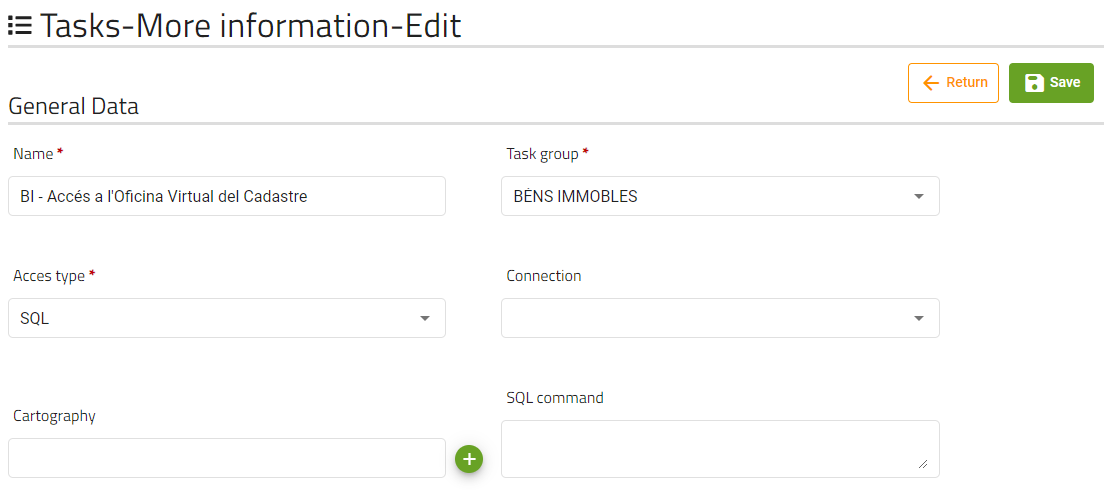 Tasks-More information-Edit
Return
Save
General Data
Name *
Task group *
BI - Accés a l'Oficina Virtual del Cadastre
BÉNS IMMOBLES
Acces type *
Connection
SQL
SQL command
Cartography